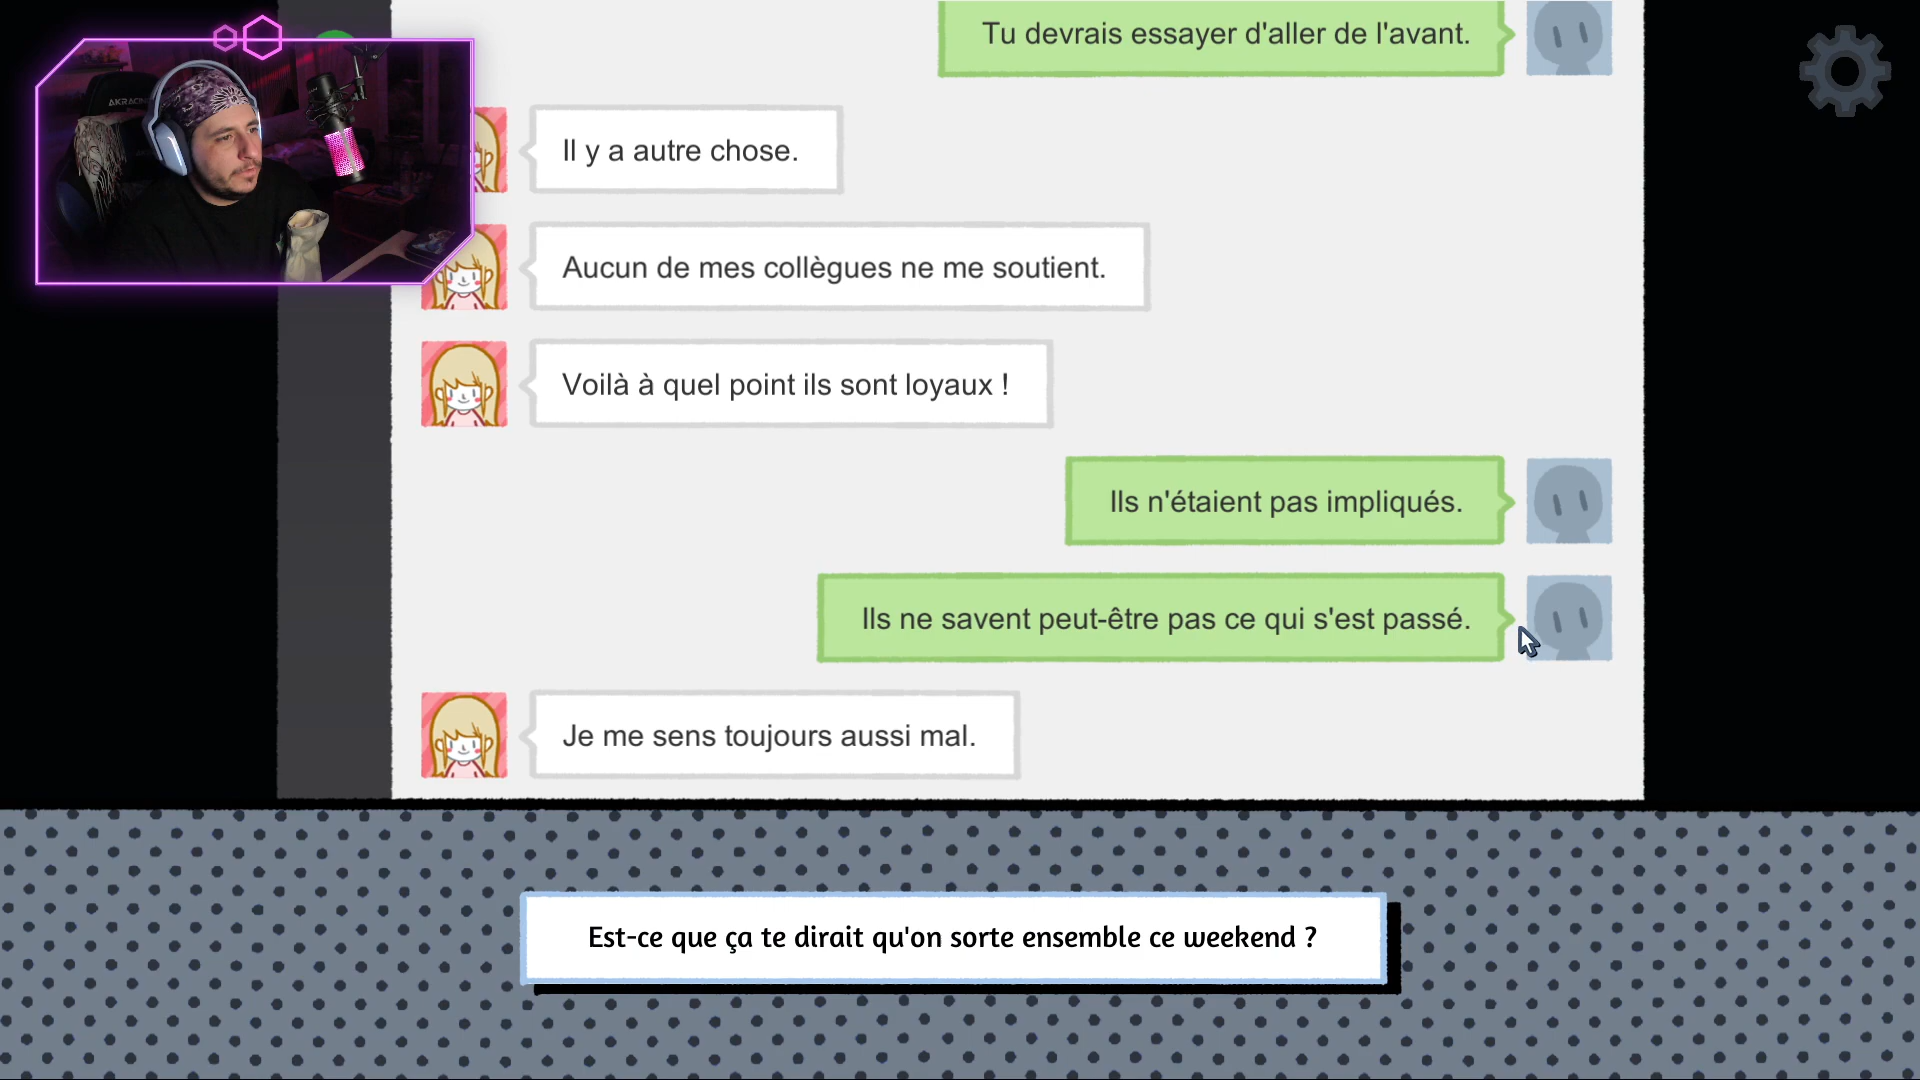 Tu devrais essayer d'aller de l'avant.
AKRACING
Il y a autre chose.
Aucun de mes collègues ne me soutient.
Voilà à quel point ils sont loyaux !
Ils n'étaient pas impliqués.
Ils ne savent peut-être pas ce qui s'est passé.
Je me sens toujours aussi mal.
Est-ce que ça te dirait qu'on sorte ensemble ce weekend ?